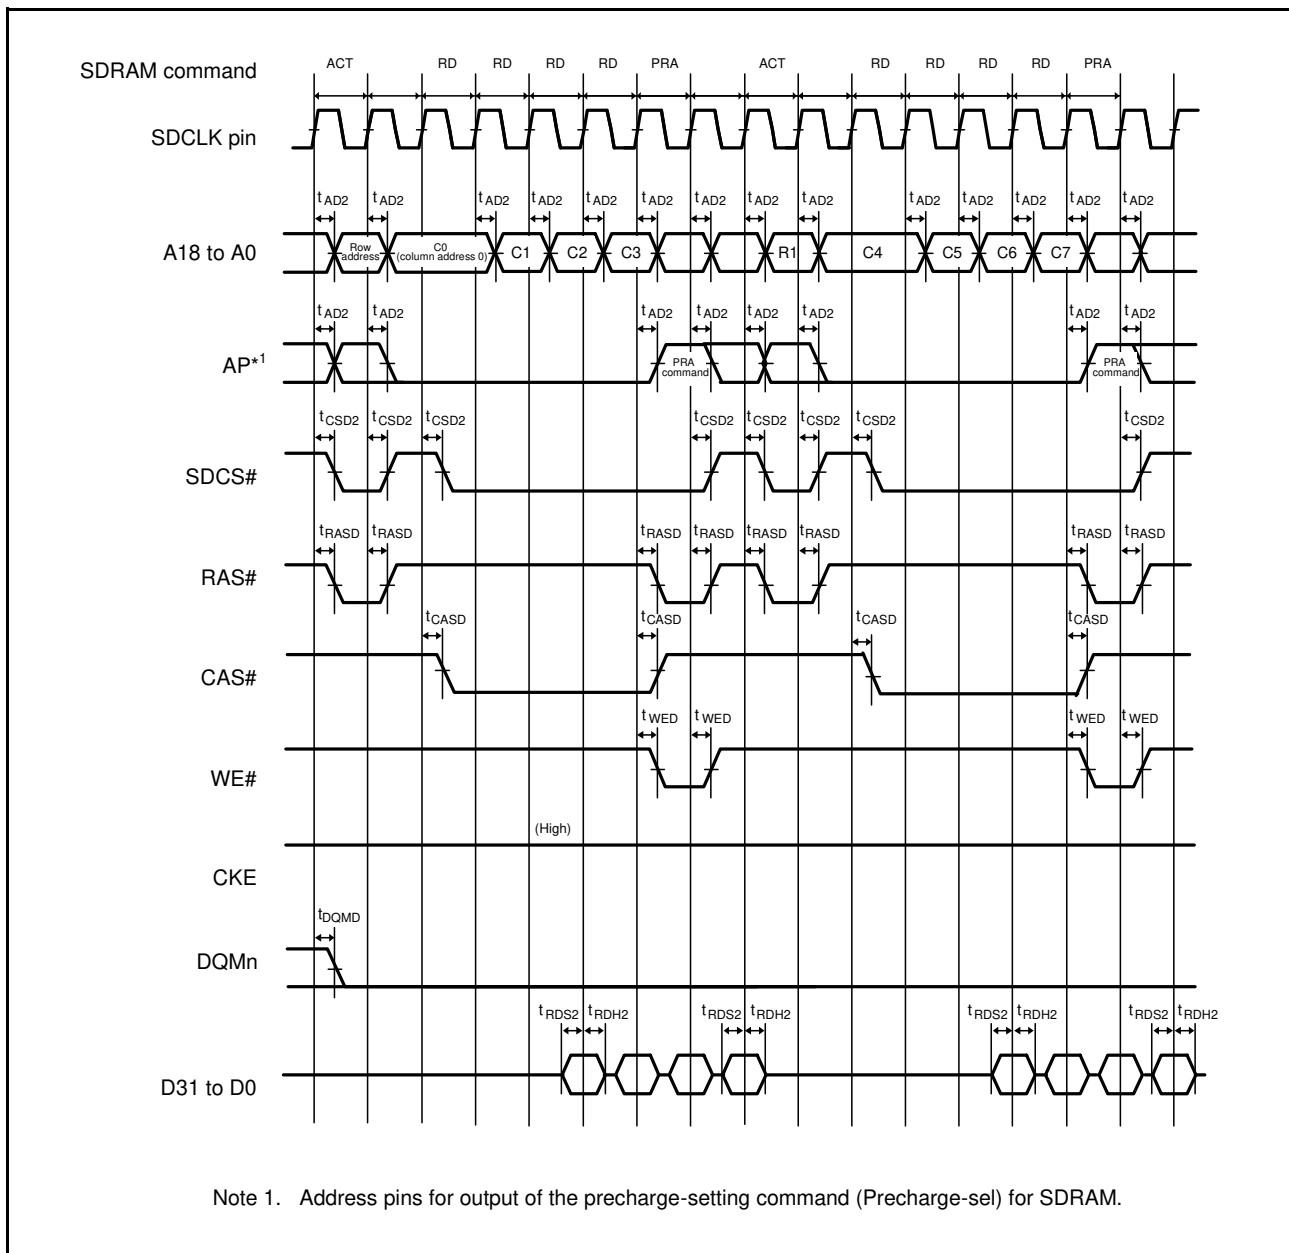 ACT RD RD RD RD PRA ACT RD RD RD RD PRA
SDRAM command
SDCLK pin
tAD2 tAD2 tAD2 tAD2 tAD2 tAD2 tAD2 tAD2 tAD2 tAD2 tAD2 tAD2 tAD2 tAD2
A18 to A0
Row address
C0 (column address 0)
C1 C2 C3 R1 C4 C5 C6 C7
tAD2 tAD2 tAD2 tAD2 tAD2 tAD2 tAD2 tAD2
AP*1
PRA command
PRA command
tCSD2 tCSD2 tCSD2 tCSD2 tCSD2 tCSD2 tCSD2 tCSD2
SDCS#
tRASD tRASD tRASD tRASD tRASD tRASD tRASD tRASD
RAS#
tCASD tCASD tCASD tCASD
CAS#
tWED tWED tWED tWED
WE#
(High)
CKE
tDQMD
DQMn
tRDS2 tRDH2 tRDS2 tRDH2 tRDS2 tRDH2 tRDS2 tRDH2
D31 to D0
Note 1. Address pins for output of the precharge-setting command (Precharge-sel) for SDRAM.